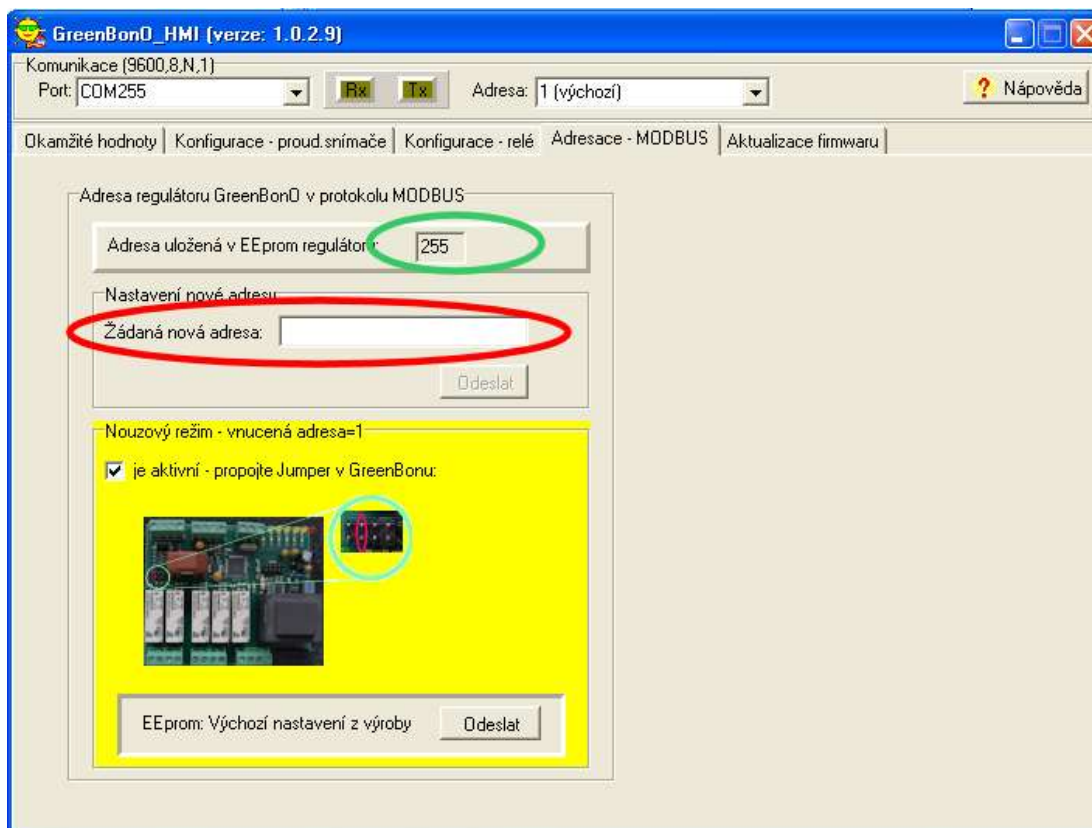 GreenBonO_HMI (verze: 1.0.2.9)
Komunikace (9600,8,N,1)
Port: COM255 Rx Tx Adresa: 1 (výchozí) ? Nápověda
Okamžité hodnoty Konfigurace - proud.snímače Konfigurace - relé Adresace - MODBUS Aktualizace firmwaru
Adresa regulátoru GreenBonO v protokolu MODBUS
Adresa uložená v EEprom regulátoru: 255
Nastavení nové adresu
Žádaná nová adresa:
Odeslat
Nouzový režim - vnucená adresa=1
je aktivní - propojte Jumper v GreenBonu:
EEprom: Výchozí nastavení z výroby Odeslat